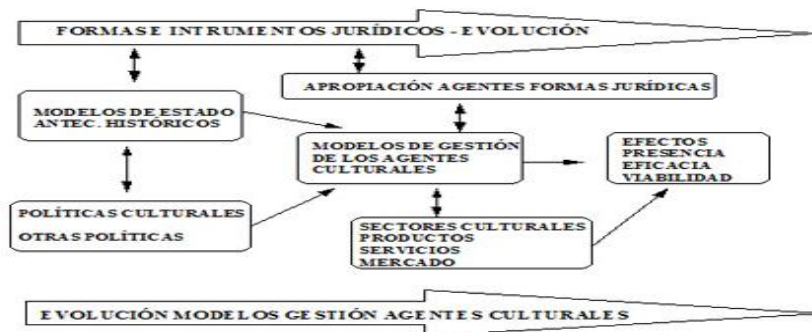 FORMAS E INTRUMENTOS JURÍDICOS - EVOLUCIÓN
APROPIACIÓN AGENTES FORMAS JURÍDICAS
MODELOS DE ESTADO
ANTEC. HISTÓRICOS
MODELOS DE GESTIÓN
DE LOS AGENTES
CULTURALES
EFECTOS
PRESENCIA
EFICACIA
VIABILIDAD
POLÍTICAS CULTURALES
OTRAS POLÍTICAS
SECTORES CULTURALES
PRODUCTOS
SERVICIOS
MERCADO
EVOLUCIÓN MODELOS GESTIÓN AGENTES CULTURALES